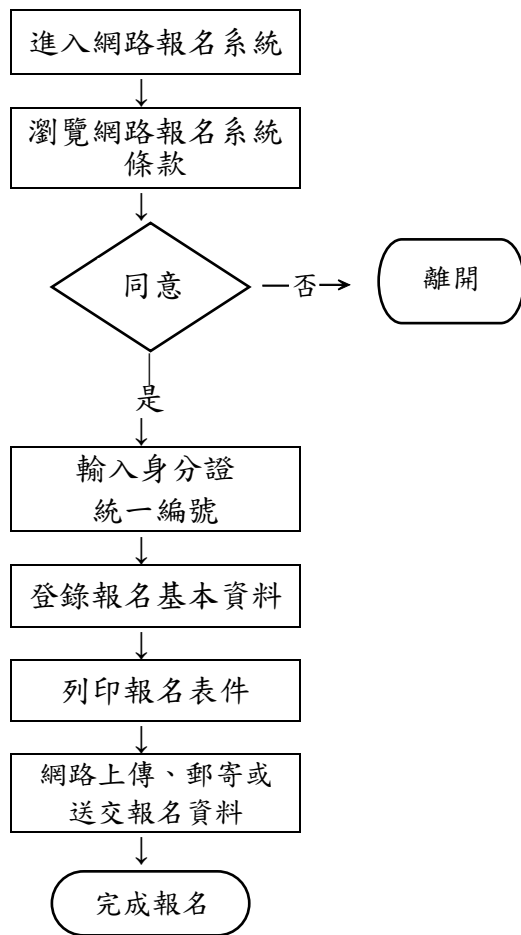 進入網路報名系統
↓
瀏覽網路報名系統
條款
↓
同意
否→
離開
是
↓
輸入身分證
統一編號
↓
登錄報名基本資料
↓
列印報名表件
↓
網路上傳、郵寄或
送交報名資料
↓
完成報名